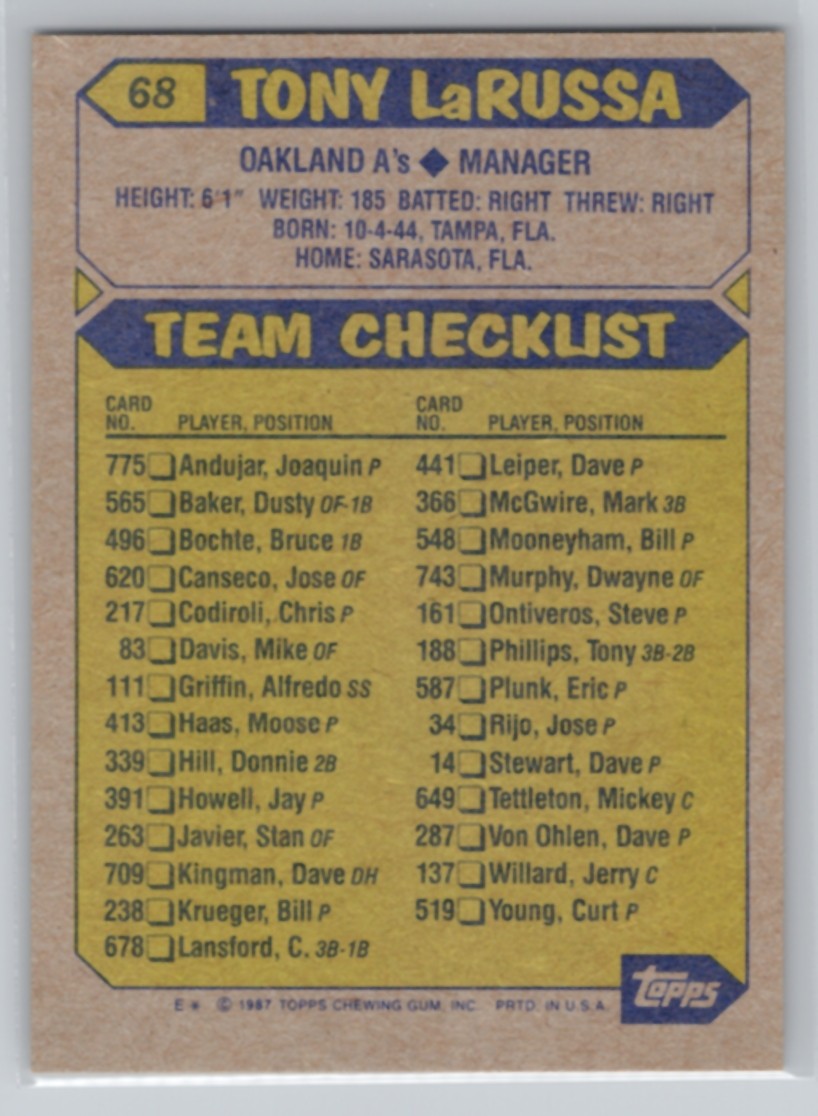 68 TONY LaRUSSA
OAKLAND A's ◆ MANAGER
HEIGHT: 6'1" WEIGHT: 185 BATTED: RIGHT THREW: RIGHT
BORN: 10-4-44, TAMPA, FLA.
HOME: SARASOTA, FLA.
TEAM CHECKLIST
CARD
NO. PLAYER, POSITION
775 Andujar, Joaquin P
565 Baker, Dusty OF-1B
496 Bochte, Bruce 1B
620 Canseco, Jose OF
217 Codiroli, Chris P
83 Davis, Mike OF
111 Griffin, Alfredo SS
413 Haas, Moose P
339 Hill, Donnie 2B
391 Howell, Jay P
263 Javier, Stan OF
709 Kingman, Dave DH
238 Krueger, Bill P
678 Lansford, C. 3B-1B
CARD
NO. PLAYER, POSITION
441 Leiper, Dave P
366 McGwire, Mark 3B
548 Mooneyham, Bill P
743 Murphy, Dwayne OF
161 Ontiveros, Steve P
188 Phillips, Tony 3B-2B
587 Plunk, Eric P
34 Rijo, Jose P
14 Stewart, Dave P
649 Tettleton, Mickey C
287 Von Ohlen, Dave P
137 Willard, Jerry C
519 Young, Curt P
E* © 1987 TOPPS CHEWING GUM, INC. PRTD. IN U.S.A.
topps